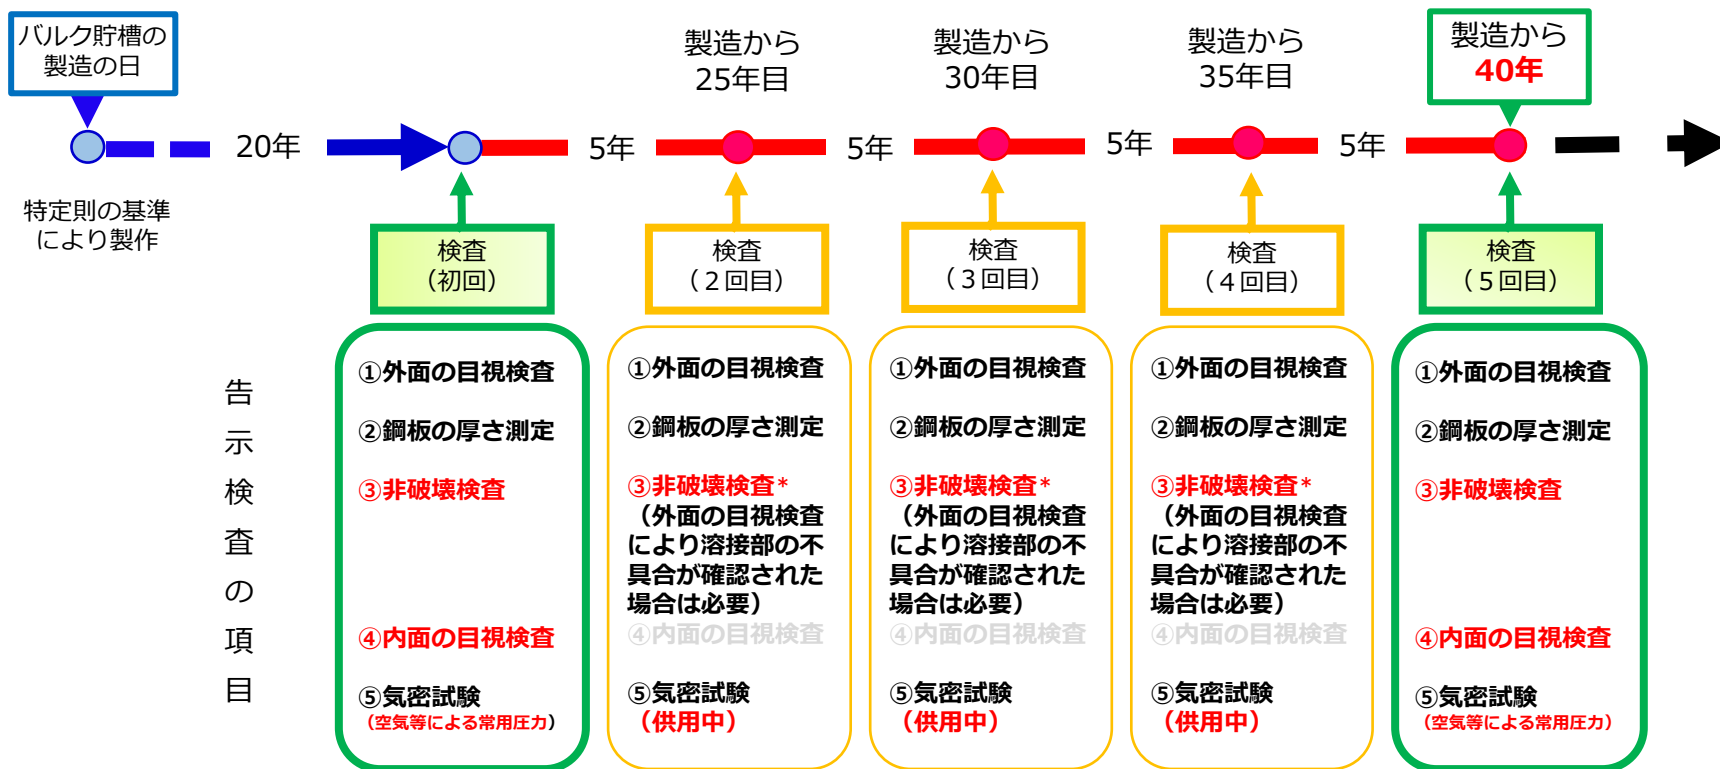 バルク貯槽の
製造の日
製造から
25年目
製造から
30年目
製造から
35年目
製造から
40年
20年
5年
5年
5年
5年
特定則の基準
により製作
検査
（初回）
検査
（２回目）
検査
（３回目）
検査
（４回目）
検査
（５回目）
告示検査の項目
①外面の目視検査
②鋼板の厚さ測定
③非破壊検査
④内面の目視検査
⑤気密試験
（空気等による常用圧力）
①外面の目視検査
②鋼板の厚さ測定
③非破壊検査*
（外面の目視検査
により溶接部の不
具合が確認された
場合は必要）
④内面の目視検査
⑤気密試験
（供用中）
①外面の目視検査
②鋼板の厚さ測定
③非破壊検査*
（外面の目視検査
により溶接部の不
具合が確認された
場合は必要）
④内面の目視検査
⑤気密試験
（供用中）
①外面の目視検査
②鋼板の厚さ測定
③非破壊検査*
（外面の目視検査
により溶接部の不
具合が確認された
場合は必要）
④内面の目視検査
⑤気密試験
（供用中）
①外面の目視検査
②鋼板の厚さ測定
③非破壊検査
④内面の目視検査
⑤気密試験
（空気等による常用圧力）